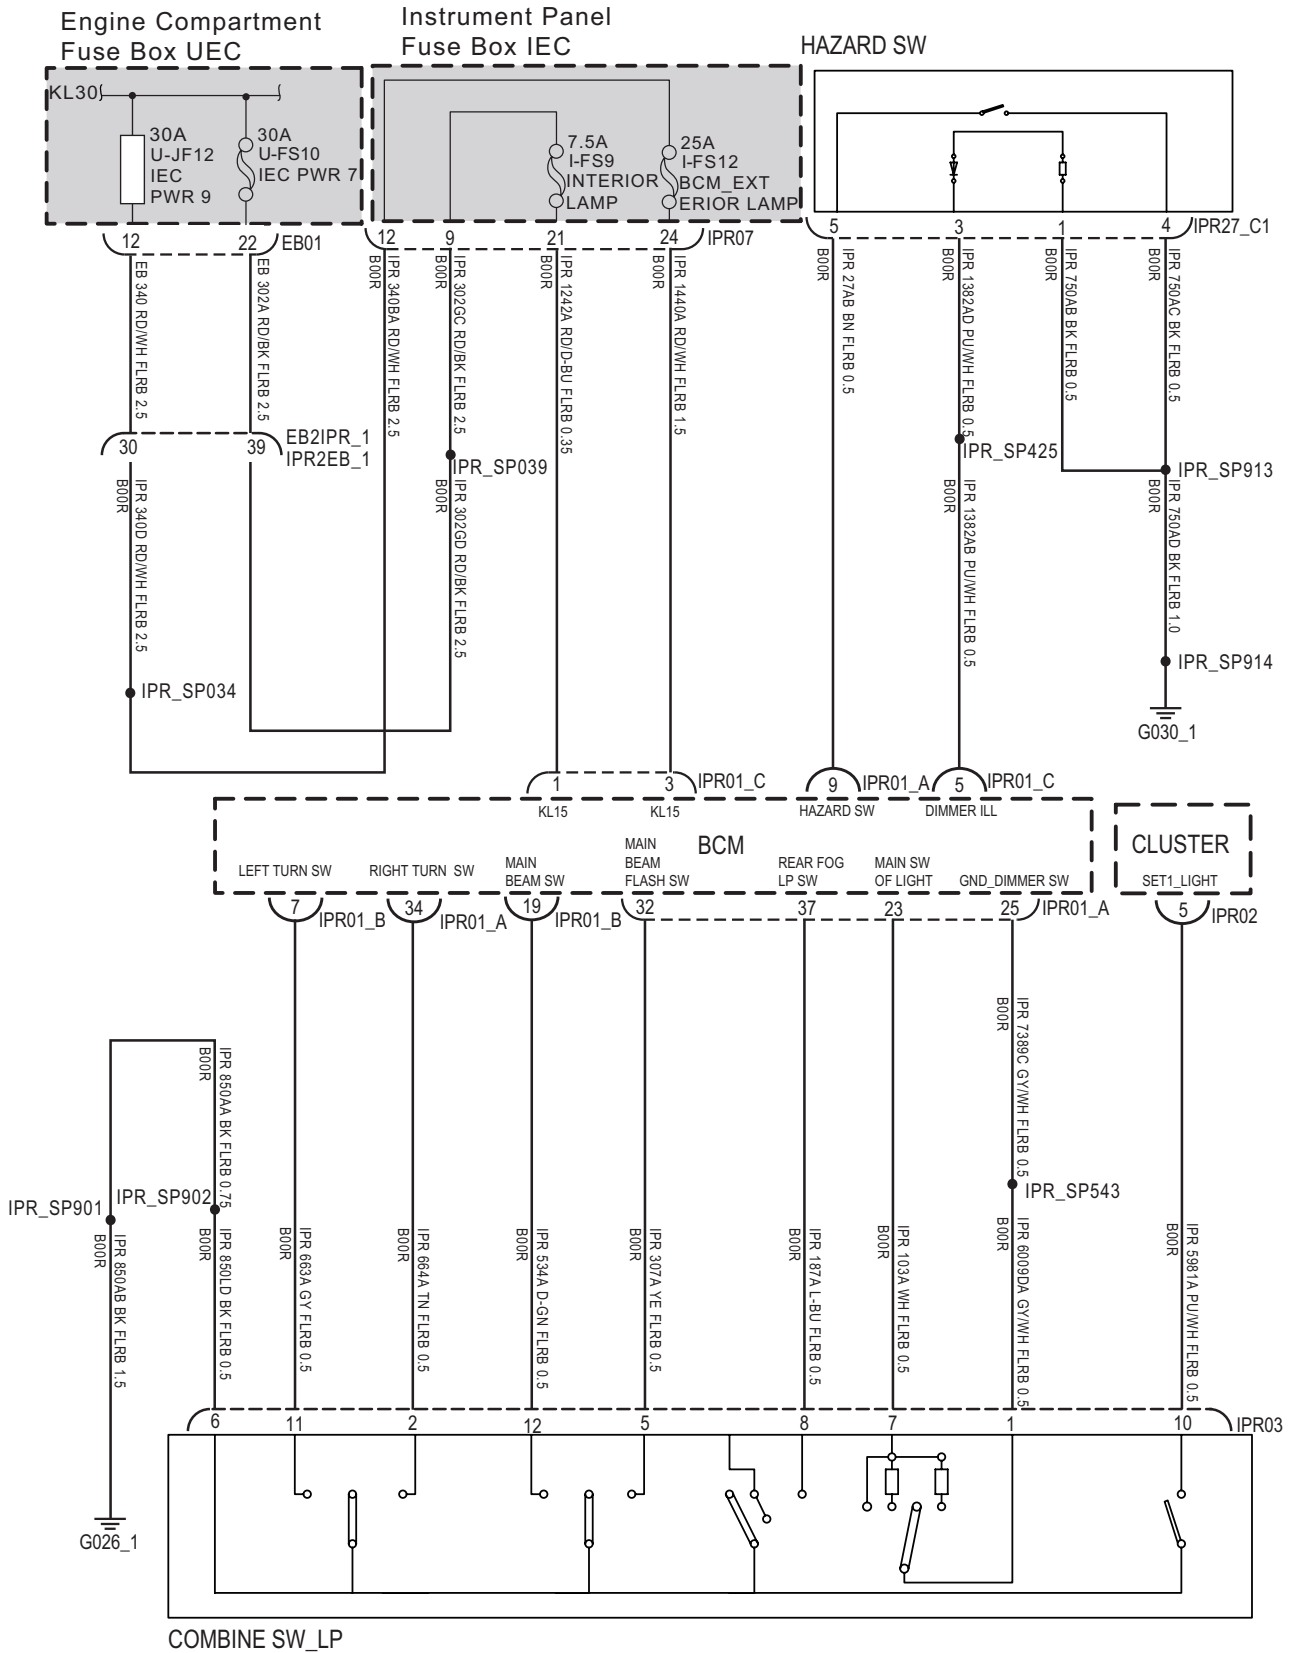 Engine Compartment
Fuse Box UEC
Instrument Panel
Fuse Box IEC
HAZARD SW
KL30
30A
U-JF12
IEC
PWR 9
30A
U-FS10
IEC PWR 7
7.5A
I-FS9
INTERIOR
LAMP
25A
I-FS12
BCM_EXT
ERIOR LAMP
12 22 EB01
12 9 21 24 IPR07
5 3 1 4 IPR27_C1
EB 340 RD/WH FLRB 2.5
EB 302A RD/BK FLRB 2.5
B00R
IPR 340BA RD/WH FLRB 2.5
B00R
IPR 302GC RD/BK FLRB 2.5
B00R
IPR 1242A RD/D-BU FLRB 0.35
B00R
IPR 1440A RD/WH FLRB 1.5
B00R
IPR 27AB BN FLRB 0.5
B00R
IPR 1382AD PU/WH FLRB 0.5
B00R
IPR 750AB BK FLRB 0.5
B00R
IPR 750AC BK FLRB 0.5
30 39 EB2IPR_1
IPR2EB_1
IPR_SP039
IPR_SP425
IPR_SP913
B00R
IPR 340D RD/WH FLRB 2.5
B00R
IPR 302GD RD/BK FLRB 2.5
B00R
IPR 1382AB PU/WH FLRB 0.5
B00R
IPR 750AD BK FLRB 1.0
IPR_SP034
IPR_SP914
G030_1
1 3 IPR01_C
9 IPR01_A
5 IPR01_C
KL15
KL15
HAZARD SW
DIMMER ILL
BCM
CLUSTER
LEFT TURN SW
RIGHT TURN SW
MAIN
BEAM SW
MAIN
BEAM
FLASH SW
REAR FOG
LP SW
MAIN SW
OF LIGHT
GND_DIMMER SW
SET1_LIGHT
7 IPR01_B
34 IPR01_A
19 IPR01_B
32 37 23 25 IPR01_A
5 IPR02
B00R
IPR 7389C GY/WH FLRB 0.5
B00R
IPR 850AA BK FLRB 0.75
IPR_SP901
IPR_SP902
IPR_SP543
B00R
IPR 850AB BK FLRB 1.5
B00R
IPR 850LD BK FLRB 0.5
B00R
IPR 663A GY FLRB 0.5
B00R
IPR 664A TN FLRB 0.5
B00R
IPR 534A D-GN FLRB 0.5
B00R
IPR 307A YE FLRB 0.5
B00R
IPR 187A L-BU FLRB 0.5
B00R
IPR 103A WH FLRB 0.5
B00R
IPR 6009DA GY/WH FLRB 0.5
B00R
IPR 5981A PU/WH FLRB 0.5
6 11 2 12 5 8 7 1 10 IPR03
G026_1
COMBINE SW_LP